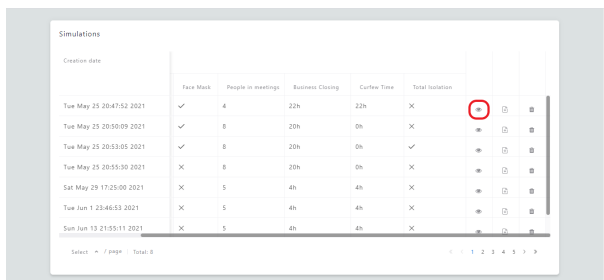 Simulations
Creation date
Face Mask People in meetings Business Closing Curfew Time Total Isolation
Tue May 25 20:47:52 2021 4 22h 22h
Tue May 25 20:50:09 2021 8 20h 0h
Tue May 25 20:53:05 2021 8 20h 0h
Tue May 25 20:55:30 2021 8 20h 0h
Sat May 29 17:25:00 2021 5 4h 4h
Tue Jun 1 23:46:53 2021 5 4h 4h
Sun Jun 13 21:55:11 2021 5 4h 4h
Select / page Total: 8 « ‹ 1 2 3 4 5 › »